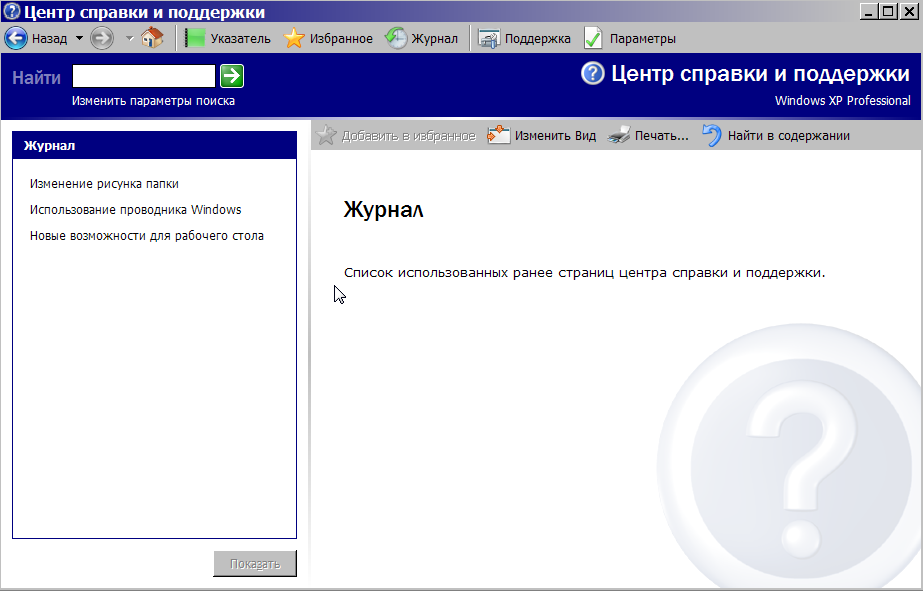 Центр справки и поддержки
Назад Указатель Избранное Журнал Поддержка Параметры
Найти
Изменить параметры поиска
Центр справки и поддержки
Windows XP Professional
Добавить в избранное Изменить Вид Печать... Найти в содержании
Журнал
Изменение рисунка папки
Использование проводника Windows
Новые возможности для рабочего стола
Показать
Журнал
Список использованных ранее страниц центра справки и поддержки.